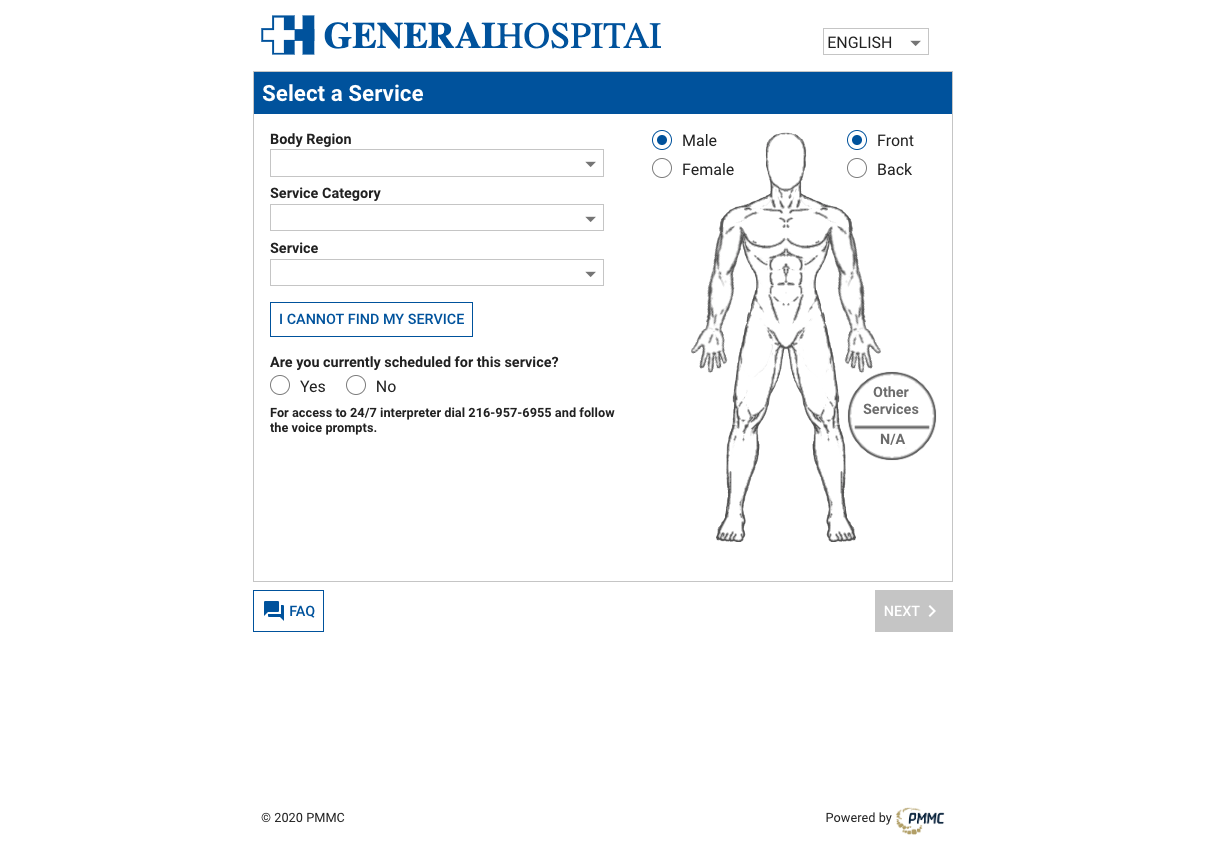 GENERALHOSPITAL
ENGLISH
Select a Service
Body Region
Male
Front
Female
Back
Service Category
Service
I CANNOT FIND MY SERVICE
Are you currently scheduled for this service?
Yes
No
For access to 24/7 interpreter dial 216-957-6955 and follow
the voice prompts.
Other
Services
N/A
FAQ
NEXT
© 2020 PMMC
Powered by PMMC